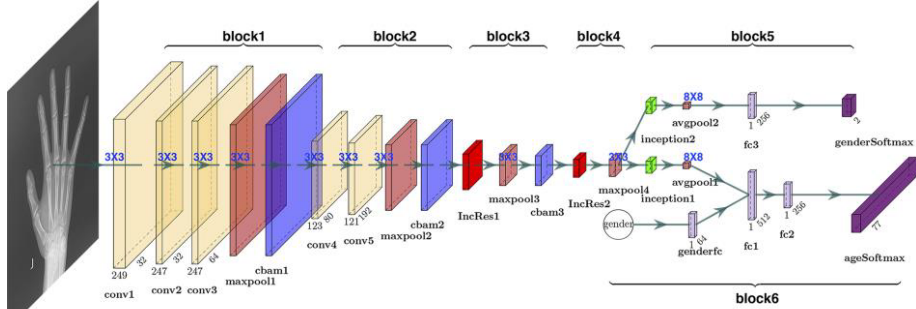 block1
block2
block3
block4
block5
3X3
3X3
3X3
3X3
3X3
3X3
3X3
3X3
3X3
8X8
8X8
avgpool2
inception2
1
256
fc3
2
genderSoftmax
maxpool4
inception1
avgpool1
IncRes1
maxpool3
cbam3
IncRes2
gender
1
64
genderfc
1
512
fc1
1
256
fc2
77
ageSoftmax
249
32
conv1
247
32
conv2
247
64
conv3
maxpool1
cbam1
123
80
conv4
121
192
conv5
maxpool2
cbam2
J
block6